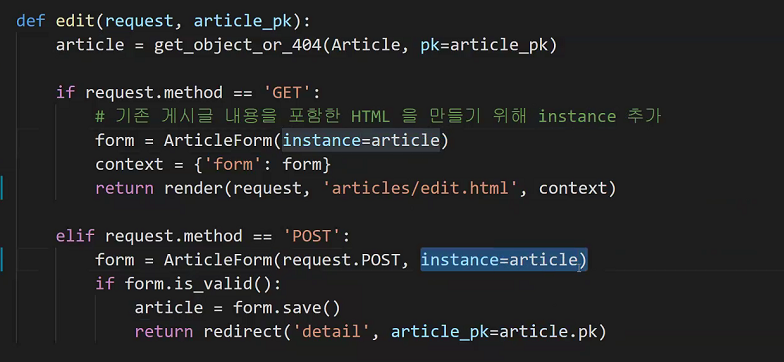 def edit(request, article_pk):
    article = get_object_or_404(Article, pk=article_pk)
    if request.method == 'GET':
        # 기존 게시글 내용을 포함한 HTML 을 만들기 위해 instance 추가
        form = ArticleForm(instance=article)
        context = {'form': form}
        return render(request, 'articles/edit.html', context)
    elif request.method == 'POST':
        form = ArticleForm(request.POST, instance=article)
        if form.is_valid():
            article = form.save()
            return redirect('detail', article_pk=article.pk)